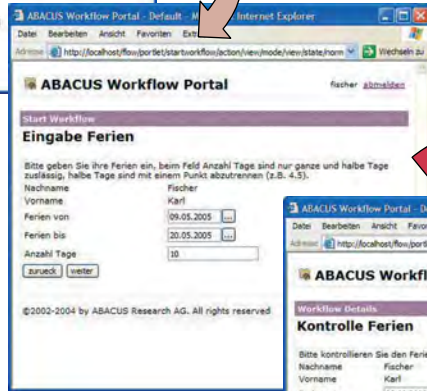 ABACUS Workflow Portal - Default - M Internet Explorer
Datei Bearbeiten Ansicht Favoriten Extr
Adresse http://localhost/flow/portlet/startworkflow/action/view/mode/view/state/norm Wechseln zu
ABACUS Workflow Portal
fischer abmelden
Start Workflow
Eingabe Ferien
Bitte geben Sie ihre Ferien ein, beim Feld Anzahl Tage sind nur ganze und halbe Tage
zulässig, halbe Tage sind mit einem Punkt abzutrennen (z.B. 4.5).
Nachname Fischer
Vorname Karl
Ferien von 09.05.2005 ...
Ferien bis 20.05.2005 ...
Anzahl Tage 10
zurueck weiter
©2002-2004 by ABACUS Research AG. All rights reserved
ABACUS Workflow Portal - De
Datei Bearbeiten Ansicht Favor
Adresse http://localhost/flow/portl
ABACUS Workfl
Workflow Details
Kontrolle Ferien
Bitte kontrollieren Sie den Ferie
Nachname Fischer
Vorname Karl